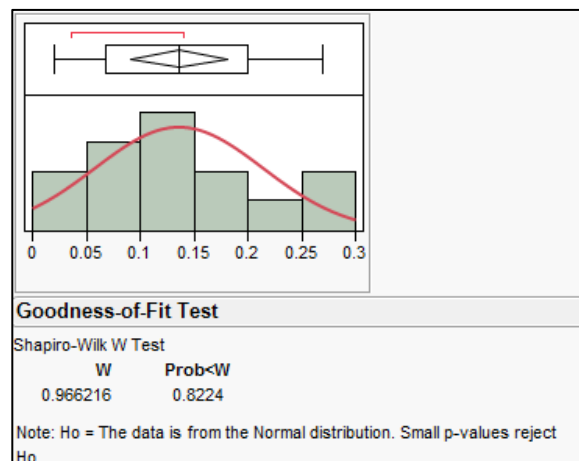 0 0.05 0.1 0.15 0.2 0.25 0.3
Goodness-of-Fit Test
Shapiro-Wilk W Test
W Prob<W
0.966216 0.8224
Note: Ho = The data is from the Normal distribution. Small p-values reject
Ho